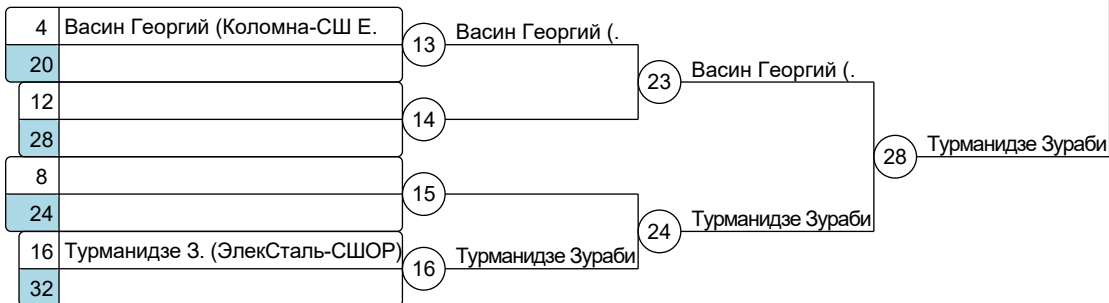 4 Васин Георгий (Коломна-СШ Е.
13 Васин Георгий (.
20
23 Васин Георгий (.
12
14
28
28 Турманидзе Зураби
8
15
24
24 Турманидзе Зураби
16 Турманидзе З. (ЭлекСталь-СШОР)
16 Турманидзе Зураби
32